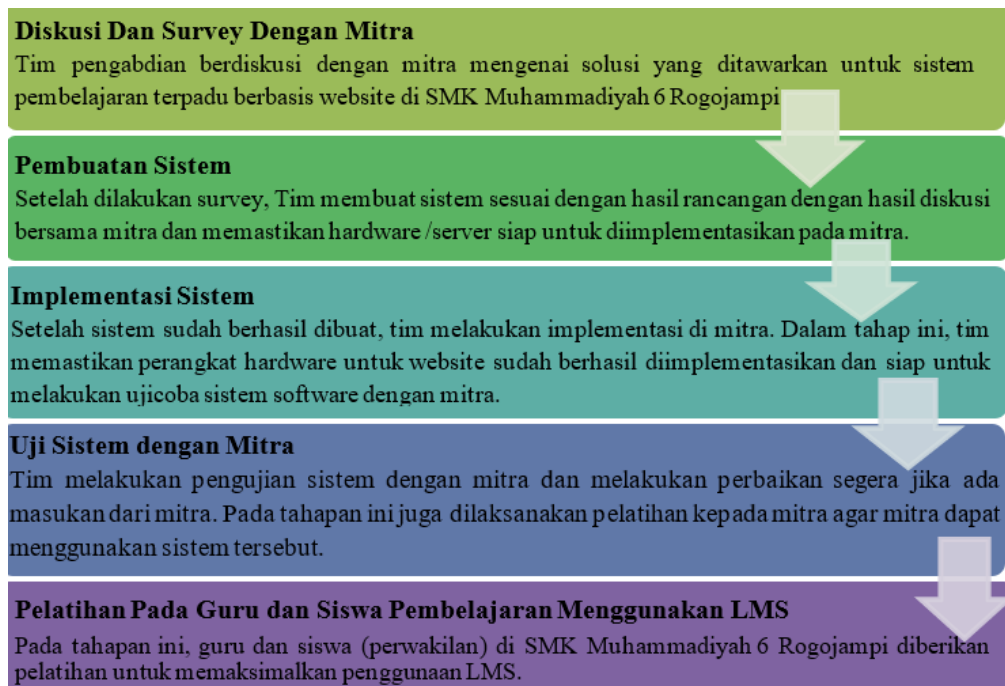 Diskusi Dan Survey Dengan Mitra
Tim pengabdian berdiskusi dengan mitra mengenai solusi yang ditawarkan untuk sistem
pembelajaran terpadu berbasis website di SMK Muhammadiyah 6 Rogojampi
Pembuatan Sistem
Setelah dilakukan survey, Tim membuat sistem sesuai dengan hasil rancangan dengan hasil diskusi
bersama mitra dan memastikan hardware /server siap untuk diimplementasikan pada mitra.
Implementasi Sistem
Setelah sistem sudah berhasil dibuat, tim melakukan implementasi di mitra. Dalam tahap ini, tim
memastikan perangkat hardware untuk website sudah berhasil diimplementasikan dan siap untuk
melakukan ujicoba sistem software dengan mitra.
Uji Sistem dengan Mitra
Tim melakukan pengujian sistem dengan mitra dan melakukan perbaikan segera jika ada
masukan dari mitra. Pada tahapan ini juga dilaksanakan pelatihan kepada mitra agar mitra dapat
menggunakan sistem tersebut.
Pelatihan Pada Guru dan Siswa Pembelajaran Menggunakan LMS
Pada tahapan ini, guru dan siswa (perwakilan) di SMK Muhammadiyah 6 Rogojampi diberikan
pelatihan untuk memaksimalkan penggunaan LMS.